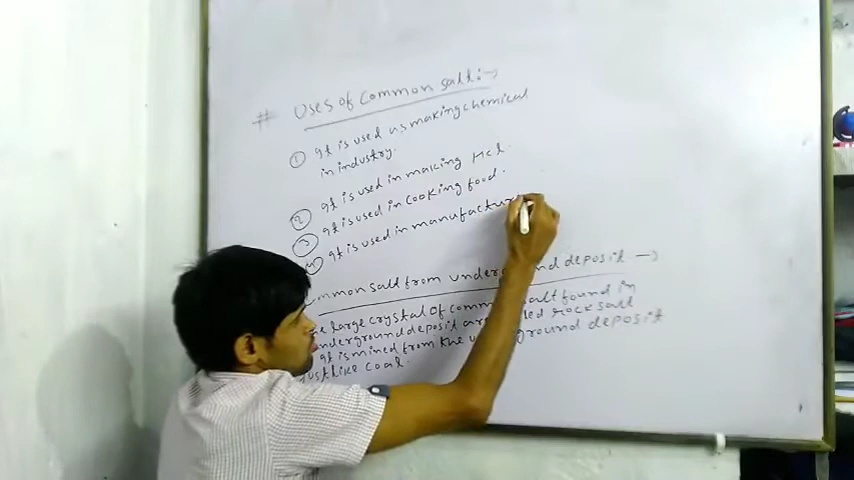 # Uses of Common salt :→
① It is used as making chemical
in industry.
② It is used in making Hcl.
③ It is used in cooking food.
④ It is used in manufactur
Common salt from underground deposit →
large crystal of common salt found in
underground deposit are called rock salt
It is mined from the underground deposit
just like coal.